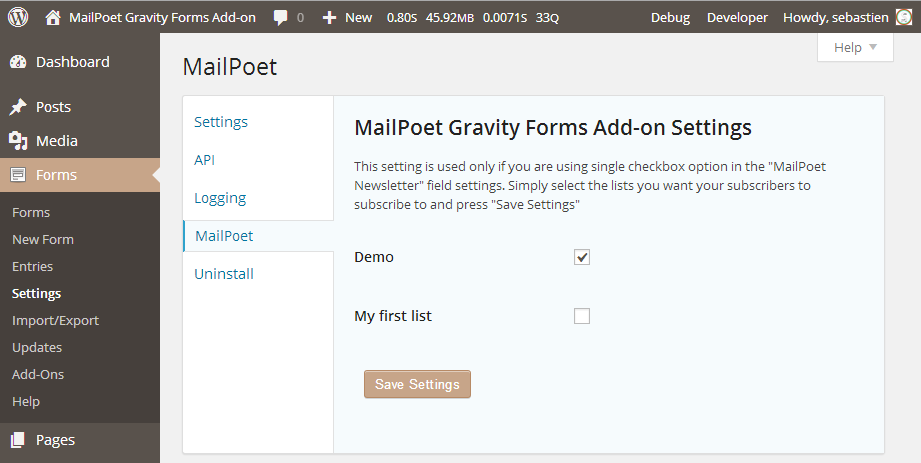 MailPoet Gravity Forms Add-on 0 New 0.80S 45.92MB 0.0071S 33Q Debug Developer Howdy, sebastien
Help
Dashboard
Posts
Media
Forms
Forms
New Form
Entries
Settings
Import/Export
Updates
Add-Ons
Help
Pages
MailPoet
Settings
API
Logging
MailPoet
Uninstall
MailPoet Gravity Forms Add-on Settings
This setting is used only if you are using single checkbox option in the "MailPoet
Newsletter" field settings. Simply select the lists you want your subscribers to
subscribe to and press "Save Settings"
Demo
My first list
Save Settings